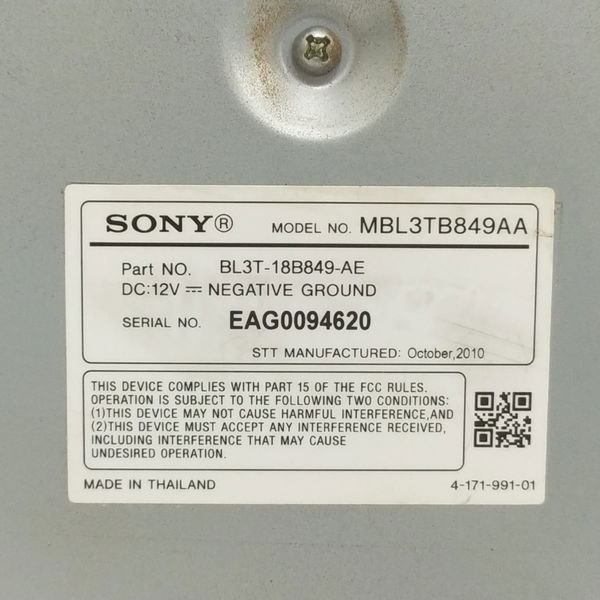 SONY® MODEL NO. MBL3TB849AA
Part NO. BL3T-18B849-AE
DC:12V ⎓ NEGATIVE GROUND
SERIAL NO. EAG0094620
STT MANUFACTURED: October,2010
THIS DEVICE COMPLIES WITH PART 15 OF THE FCC RULES.
OPERATION IS SUBJECT TO THE FOLLOWING TWO CONDITIONS:
(1)THIS DEVICE MAY NOT CAUSE HARMFUL INTERFERENCE,AND
(2)THIS DEVICE MUST ACCEPT ANY INTERFERENCE RECEIVED,
INCLUDING INTERFERENCE THAT MAY CAUSE
UNDESIRED OPERATION.
MADE IN THAILAND 4-171-991-01